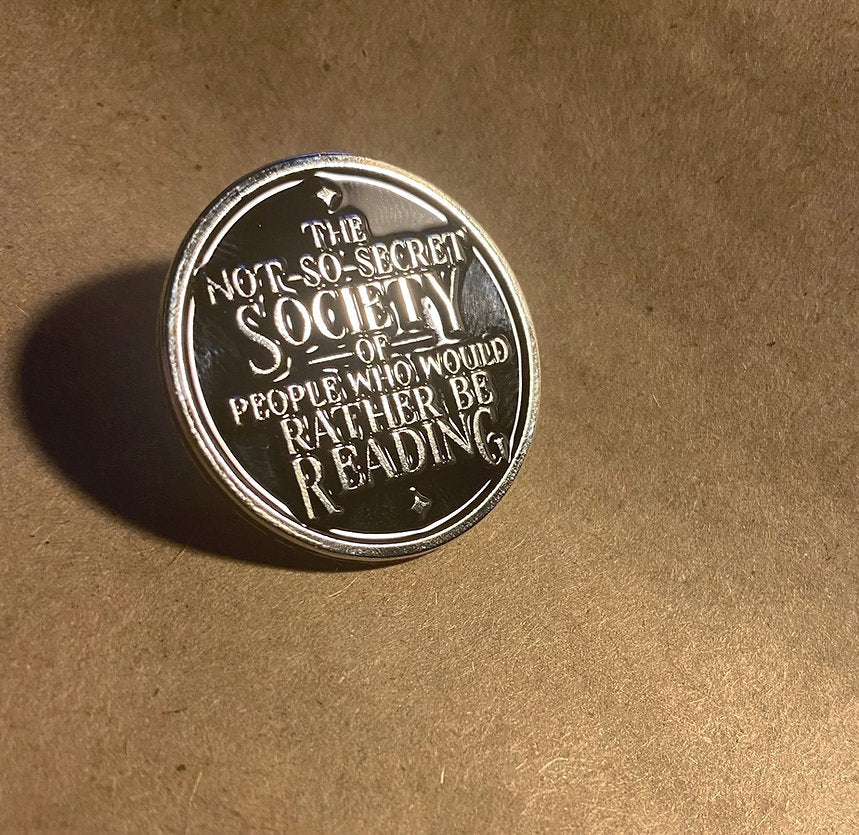 THE
NOT-SO-SECRET
SOCIETY
OF
PEOPLE WHO WOULD
RATHER BE
READING